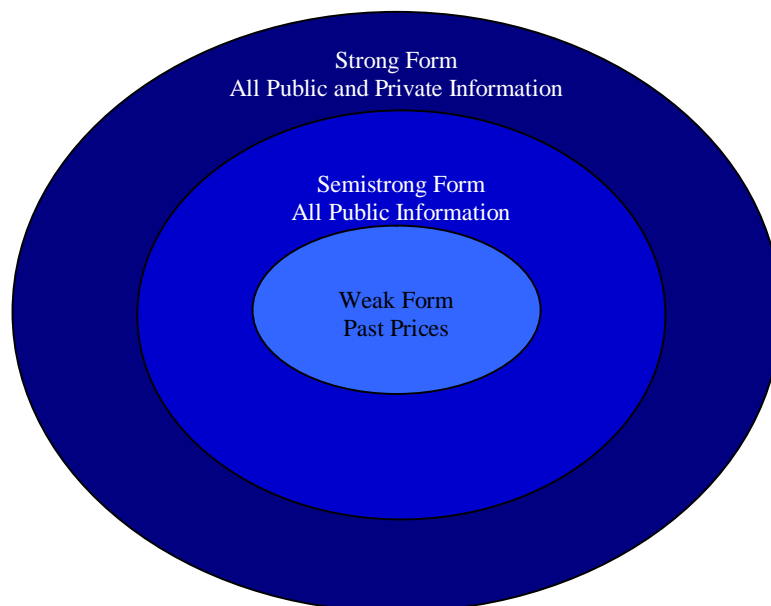 Strong Form
All Public and Private Information
Semistrong Form
All Public Information
Weak Form
Past Prices